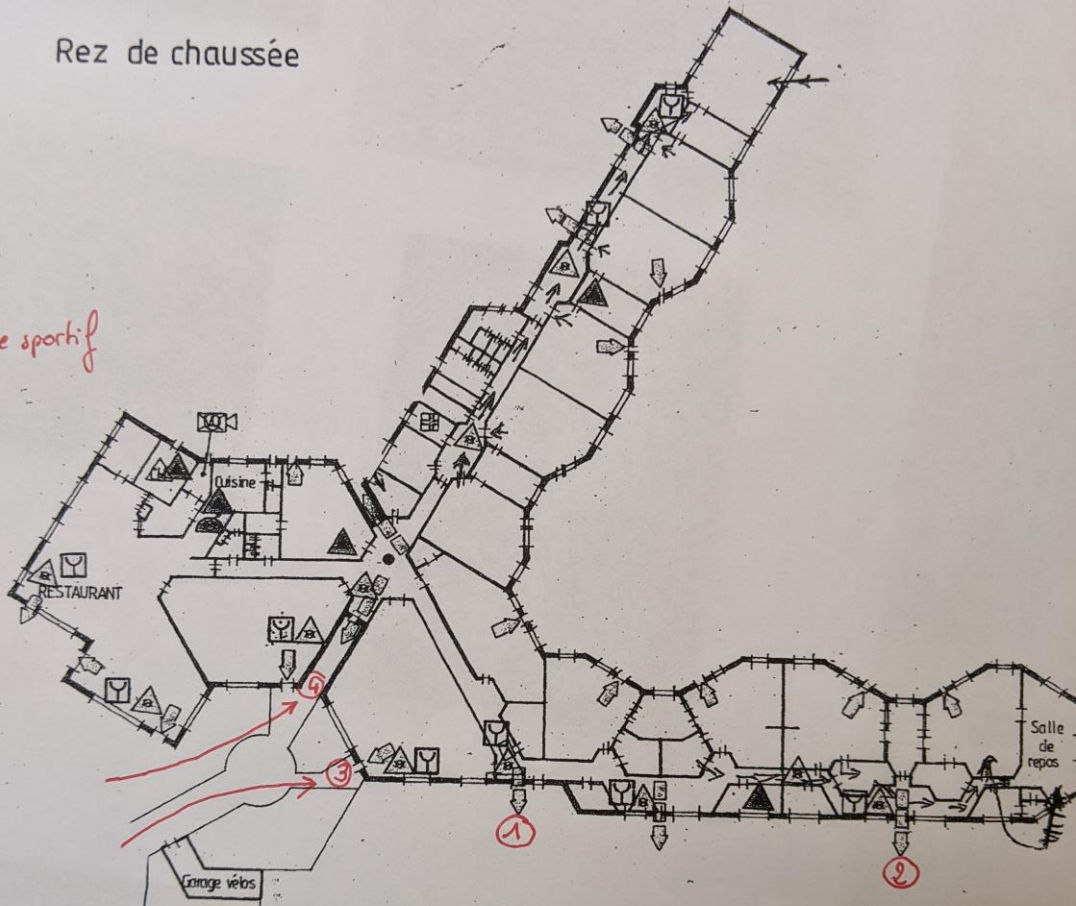 Rez de chaussée
e sportif
Cuisine
RESTAURANT
4
3
1
2
Salle
de
repos
Garage vélos